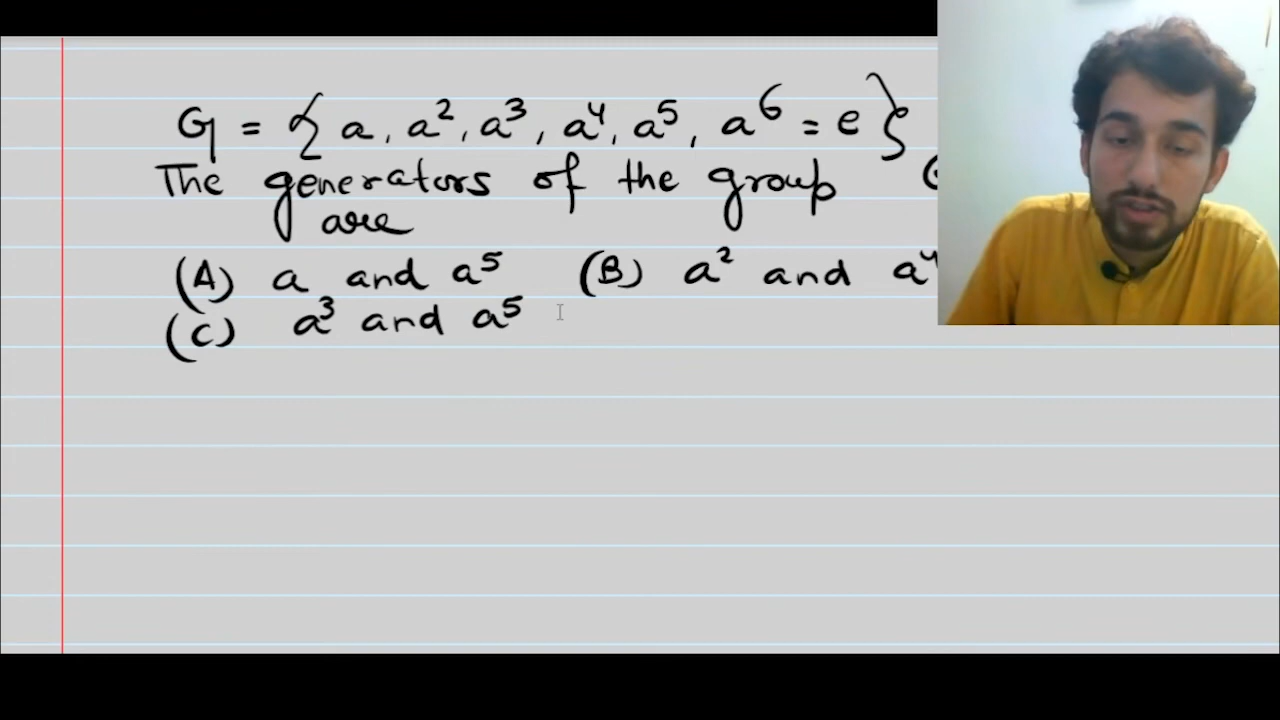 G = { a, a², a³, a⁴, a⁵, a⁶ = e }
The generators of the group
are
(A) a and a⁵ (B) a² and a⁴
(C) a³ and a⁵